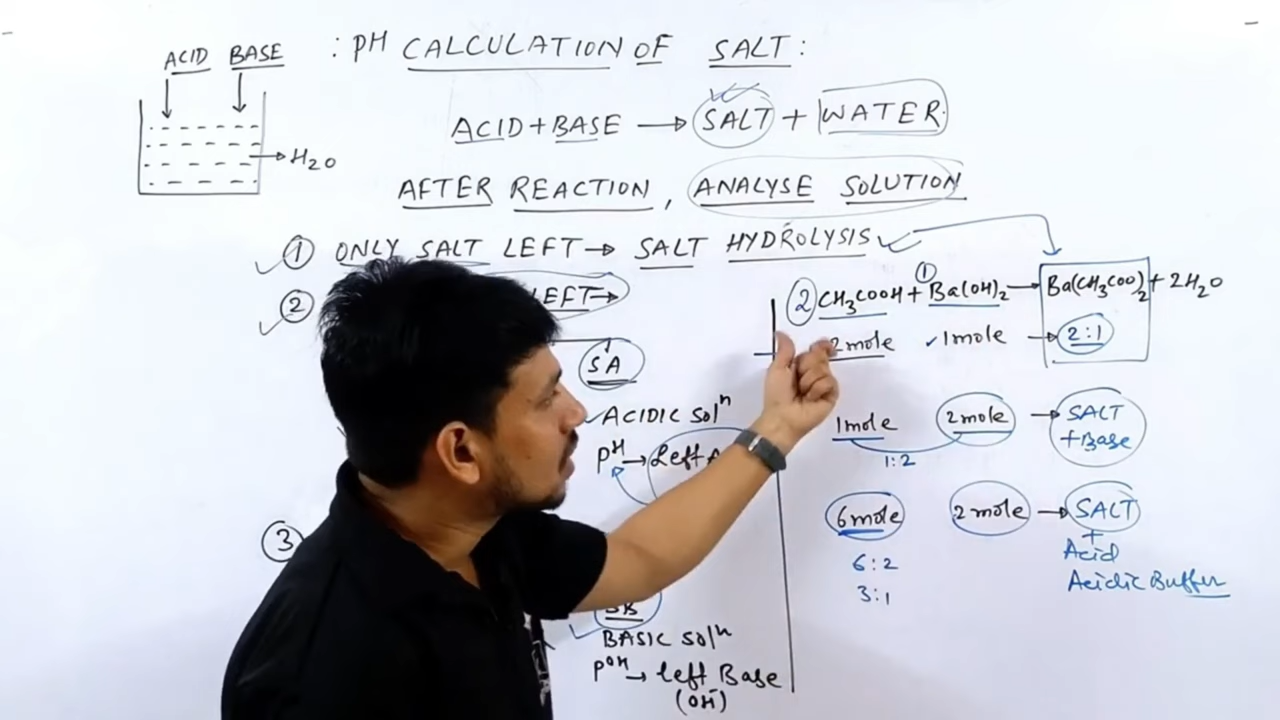 : PH CALCULATION OF SALT :
ACID BASE
H2O
ACID + BASE → SALT + WATER
AFTER REACTION, ANALYSE SOLUTION
① ONLY SALT LEFT → SALT HYDROLYSIS
② LEFT →
SA
ACIDIC solⁿ
PH → Left
③
SB
BASIC solⁿ
POH → left Base
(OH⁻)
①
2 CH3COOH + Ba(OH)2 → Ba(CH3COO)2 + 2H2O
2mole 1mole → 2:1
1mole 2mole → SALT
+Base
1:2
6mole 2mole → SALT
+
6:2 Acid
3:1 Acidic Buffer